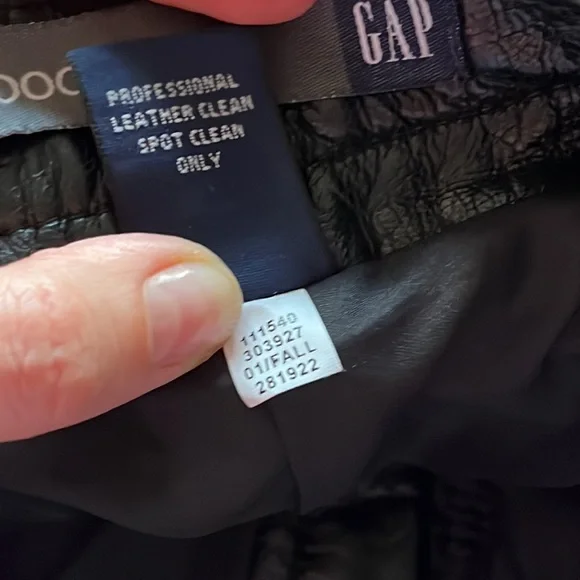 GAP
PROFESSIONAL
LEATHER CLEAN
SPOT CLEAN
ONLY
111540
303927
01/FALL
281922